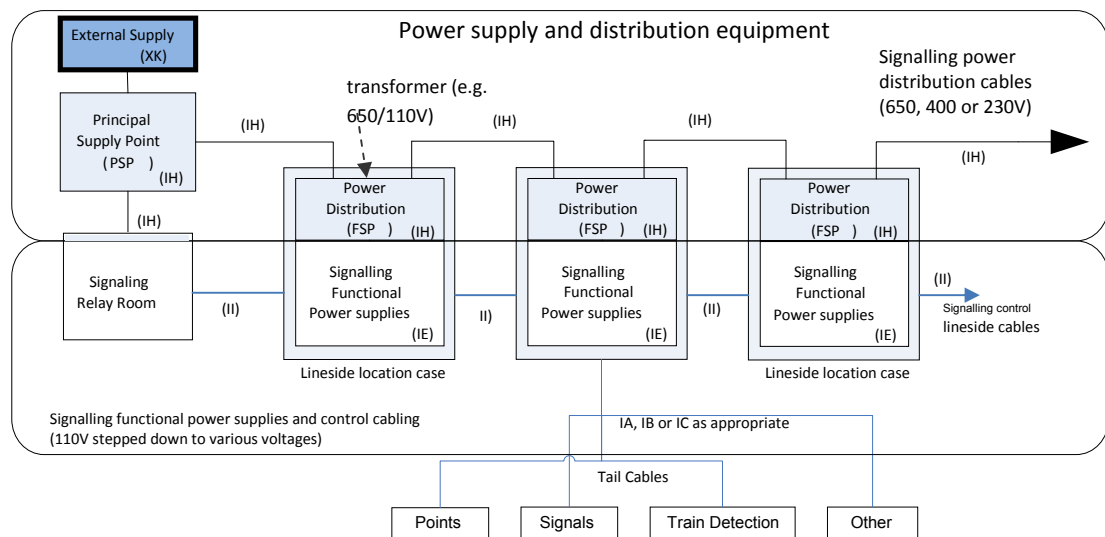 Power supply and distribution equipment
External Supply
(XK)
transformer (e.g.
650/110V)
Signalling power
distribution cables
(650, 400 or 230V)
Principal
Supply Point
(PSP )
(IH)
(IH)
(IH)
(IH)
(IH)
(IH)
Power
Distribution
(FSP ) (IH)
Power
Distribution
(FSP ) (IH)
Power
Distribution
(FSP ) (IH)
Signaling
Relay Room
(II)
Signalling
Functional
Power supplies
(IE)
II)
Signalling
Functional
Power supplies
(IE)
(II)
Signalling
Functional
Power supplies
(IE)
(II)
Signalling control
lineside cables
Lineside location case
Lineside location case
Signalling functional power supplies and control cabling
(110V stepped down to various voltages)
IA, IB or IC as appropriate
Tail Cables
Points
Signals
Train Detection
Other